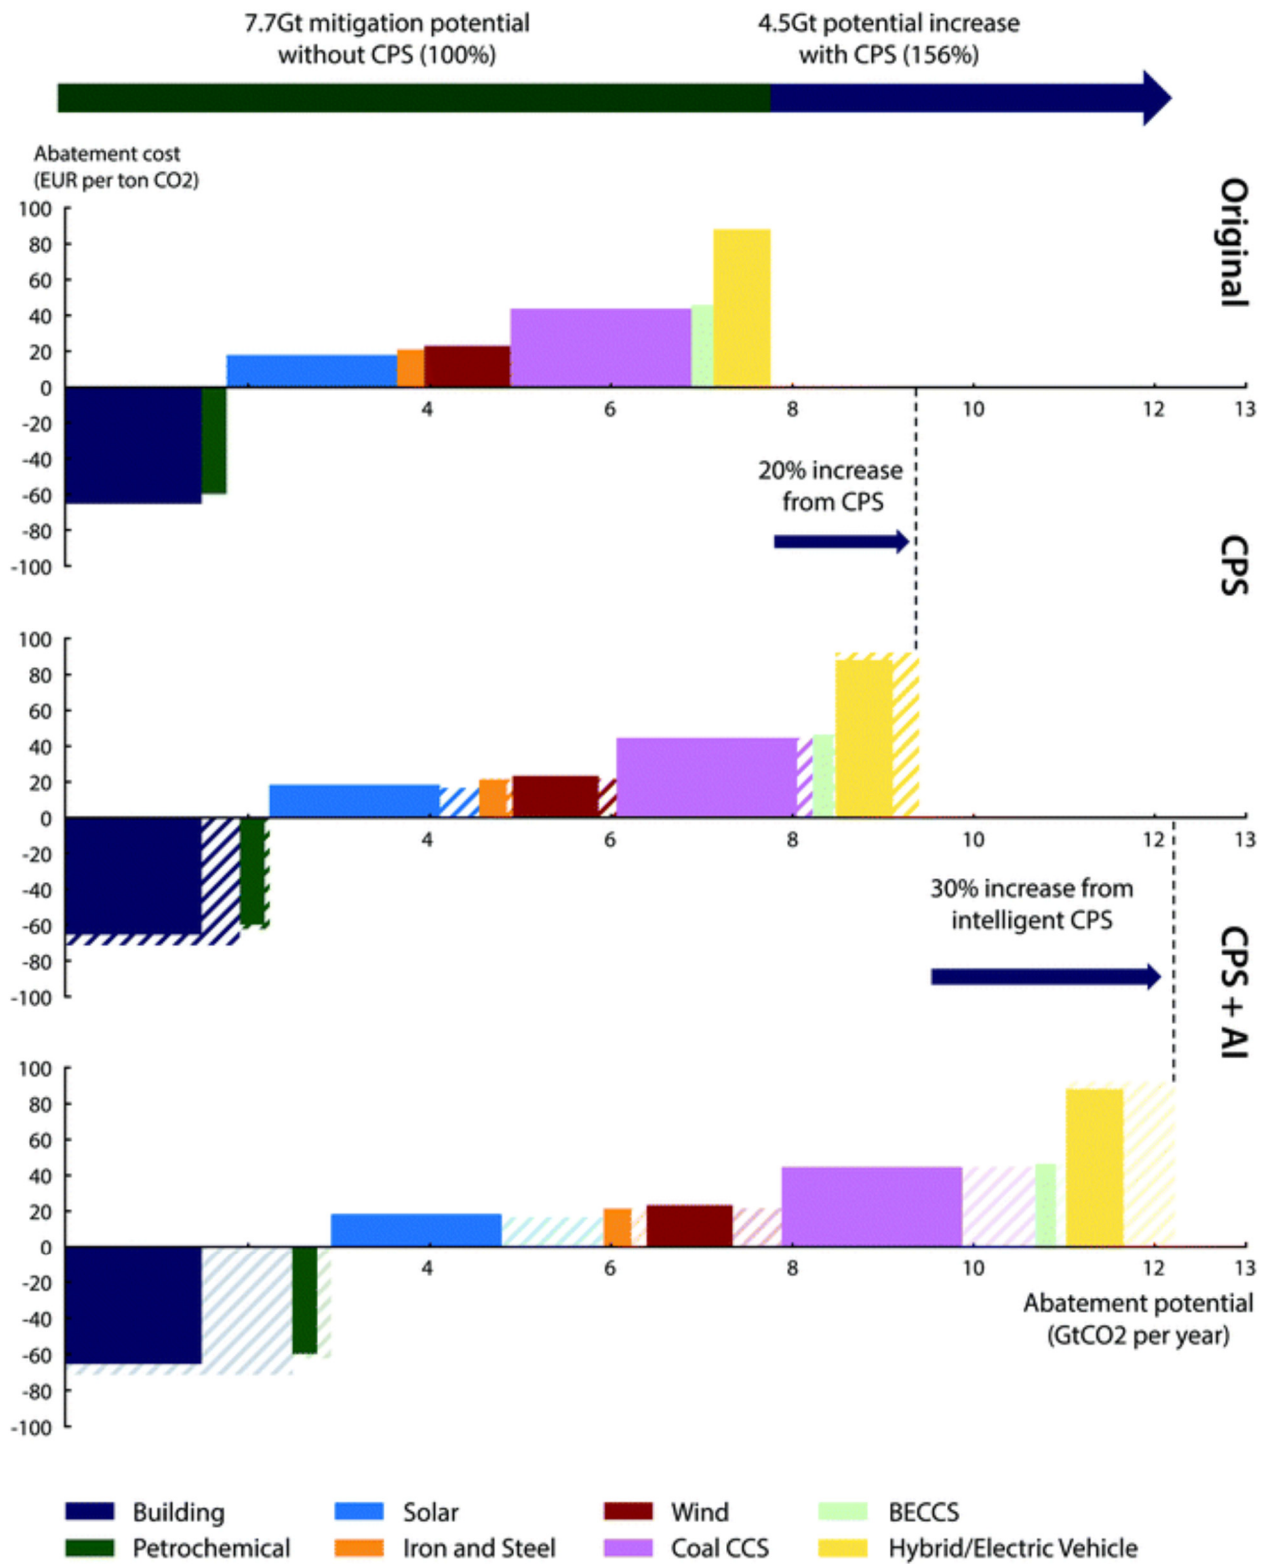 7.7Gt mitigation potential
without CPS (100%)
4.5Gt potential increase
with CPS (156%)
Abatement cost
(EUR per ton CO2)
Original
100
80
60
40
20
0
-20
-40
-60
-80
-100
4 6 8 10 12 13
20% increase
from CPS
CPS
100
80
60
40
20
0
-20
-40
-60
-80
-100
4 6 8 10 12 13
30% increase from
intelligent CPS
CPS + AI
100
80
60
40
20
0
-20
-40
-60
-80
-100
4 6 8 10 12 13
Abatement potential
(GtCO2 per year)
Building Solar Wind BECCS
Petrochemical Iron and Steel Coal CCS Hybrid/Electric Vehicle